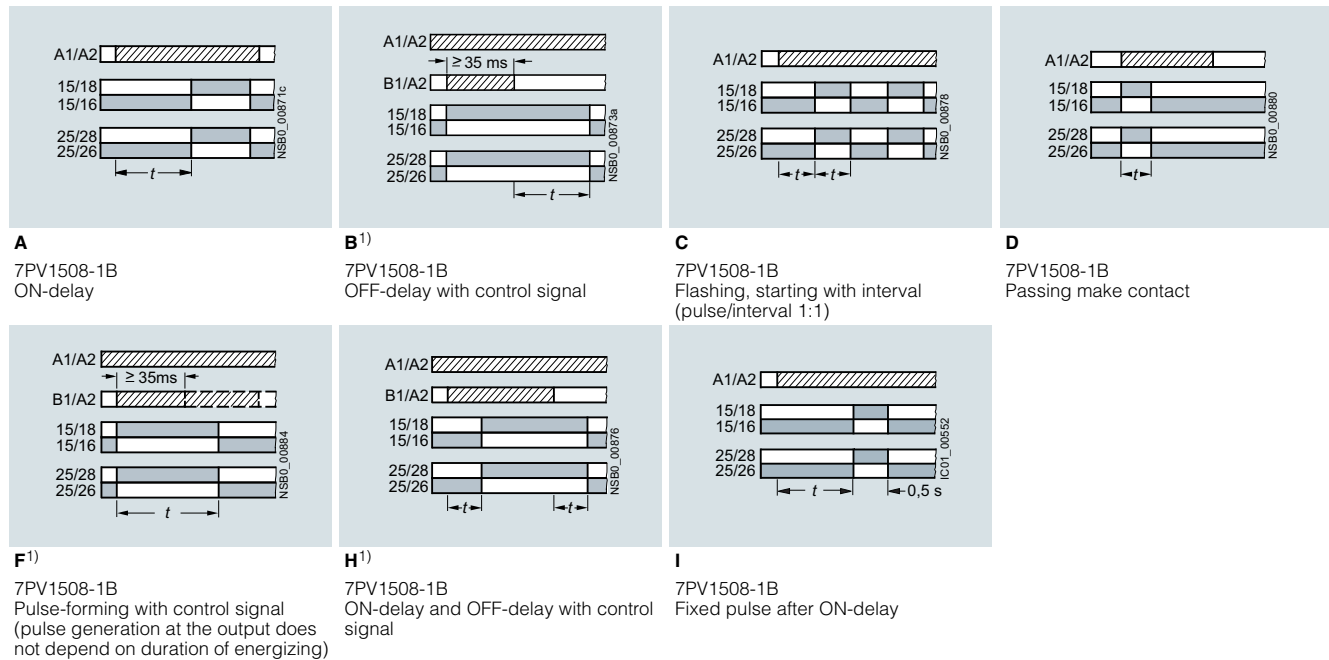 A1/A2
15/18
15/16
25/28
25/26
t
NSB0_00871c
A
7PV1508-1B
ON-delay
A1/A2
≥ 35 ms
B1/A2
15/18
15/16
25/28
25/26
t
NSB0_00873a
B1)
7PV1508-1B
OFF-delay with control signal
A1/A2
15/18
15/16
25/28
25/26
t t
NSB0_00878
C
7PV1508-1B
Flashing, starting with interval
(pulse/interval 1:1)
A1/A2
15/18
15/16
25/28
25/26
t
NSB0_00880
D
7PV1508-1B
Passing make contact
A1/A2
≥ 35ms
B1/A2
15/18
15/16
25/28
25/26
t
NSB0_00884
F1)
7PV1508-1B
Pulse-forming with control signal
(pulse generation at the output does
not depend on duration of energizing)
A1/A2
B1/A2
15/18
15/16
25/28
25/26
t t
NSB0_00876
H1)
7PV1508-1B
ON-delay and OFF-delay with control
signal
A1/A2
15/18
15/16
25/28
25/26
t 0,5 s
IC01_00552
I
7PV1508-1B
Fixed pulse after ON-delay